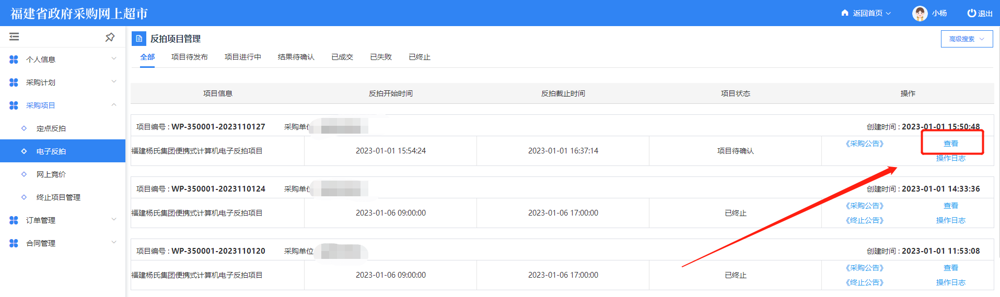 福建省政府采购网上超市
返回首页
小杨
退出
个人信息
采购计划
采购项目
定点反拍
电子反拍
网上竞价
终止项目管理
订单管理
合同管理
反拍项目管理
高级搜索
全部 项目待发布 项目进行中 结果待确认 已成交 已失败 已终止
项目信息 反拍开始时间 反拍截止时间 项目状态 操作
项目编号 : WP-350001-2023110127 采购单位 创建时间 : 2023-01-01 15:50:48
福建杨氏集团便携式计算机电子反拍项目 2023-01-01 15:54:24 2023-01-01 16:37:14 项目待确认 《采购公告》 查看
操作日志
项目编号 : WP-350001-2023110124 采购单位 创建时间 : 2023-01-01 14:33:36
福建杨氏集团便携式计算机电子反拍项目 2023-01-06 09:00:00 2023-01-06 17:00:00 已终止 《采购公告》 查看
《终止公告》 操作日志
项目编号 : WP-350001-2023110120 采购单位 创建时间 : 2023-01-01 11:53:08
福建杨氏集团便携式计算机电子反拍项目 2023-01-06 09:00:00 2023-01-06 17:00:00 已终止 《采购公告》 查看
《终止公告》 操作日志